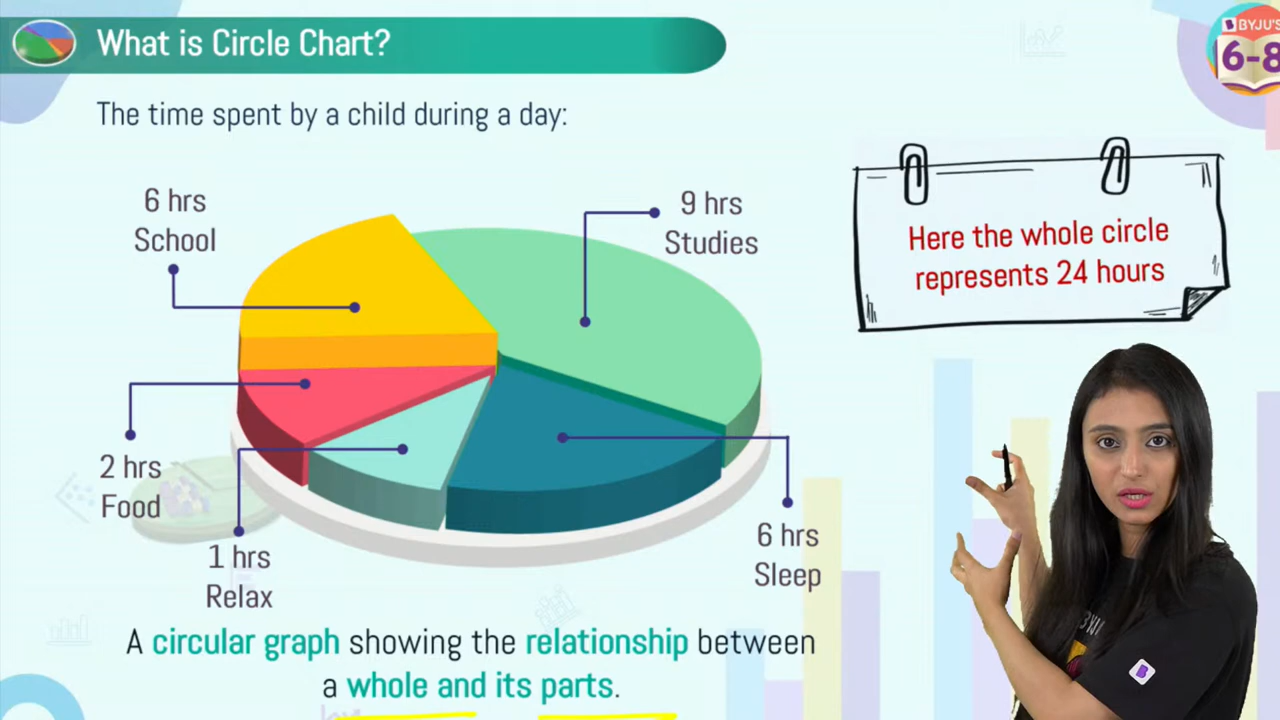 What is Circle Chart?
BYJU'S
6-8
The time spent by a child during a day:
6 hrs
School
9 hrs
Studies
Here the whole circle
represents 24 hours
2 hrs
Food
1 hrs
Relax
6 hrs
Sleep
A circular graph showing the relationship between
a whole and its parts.